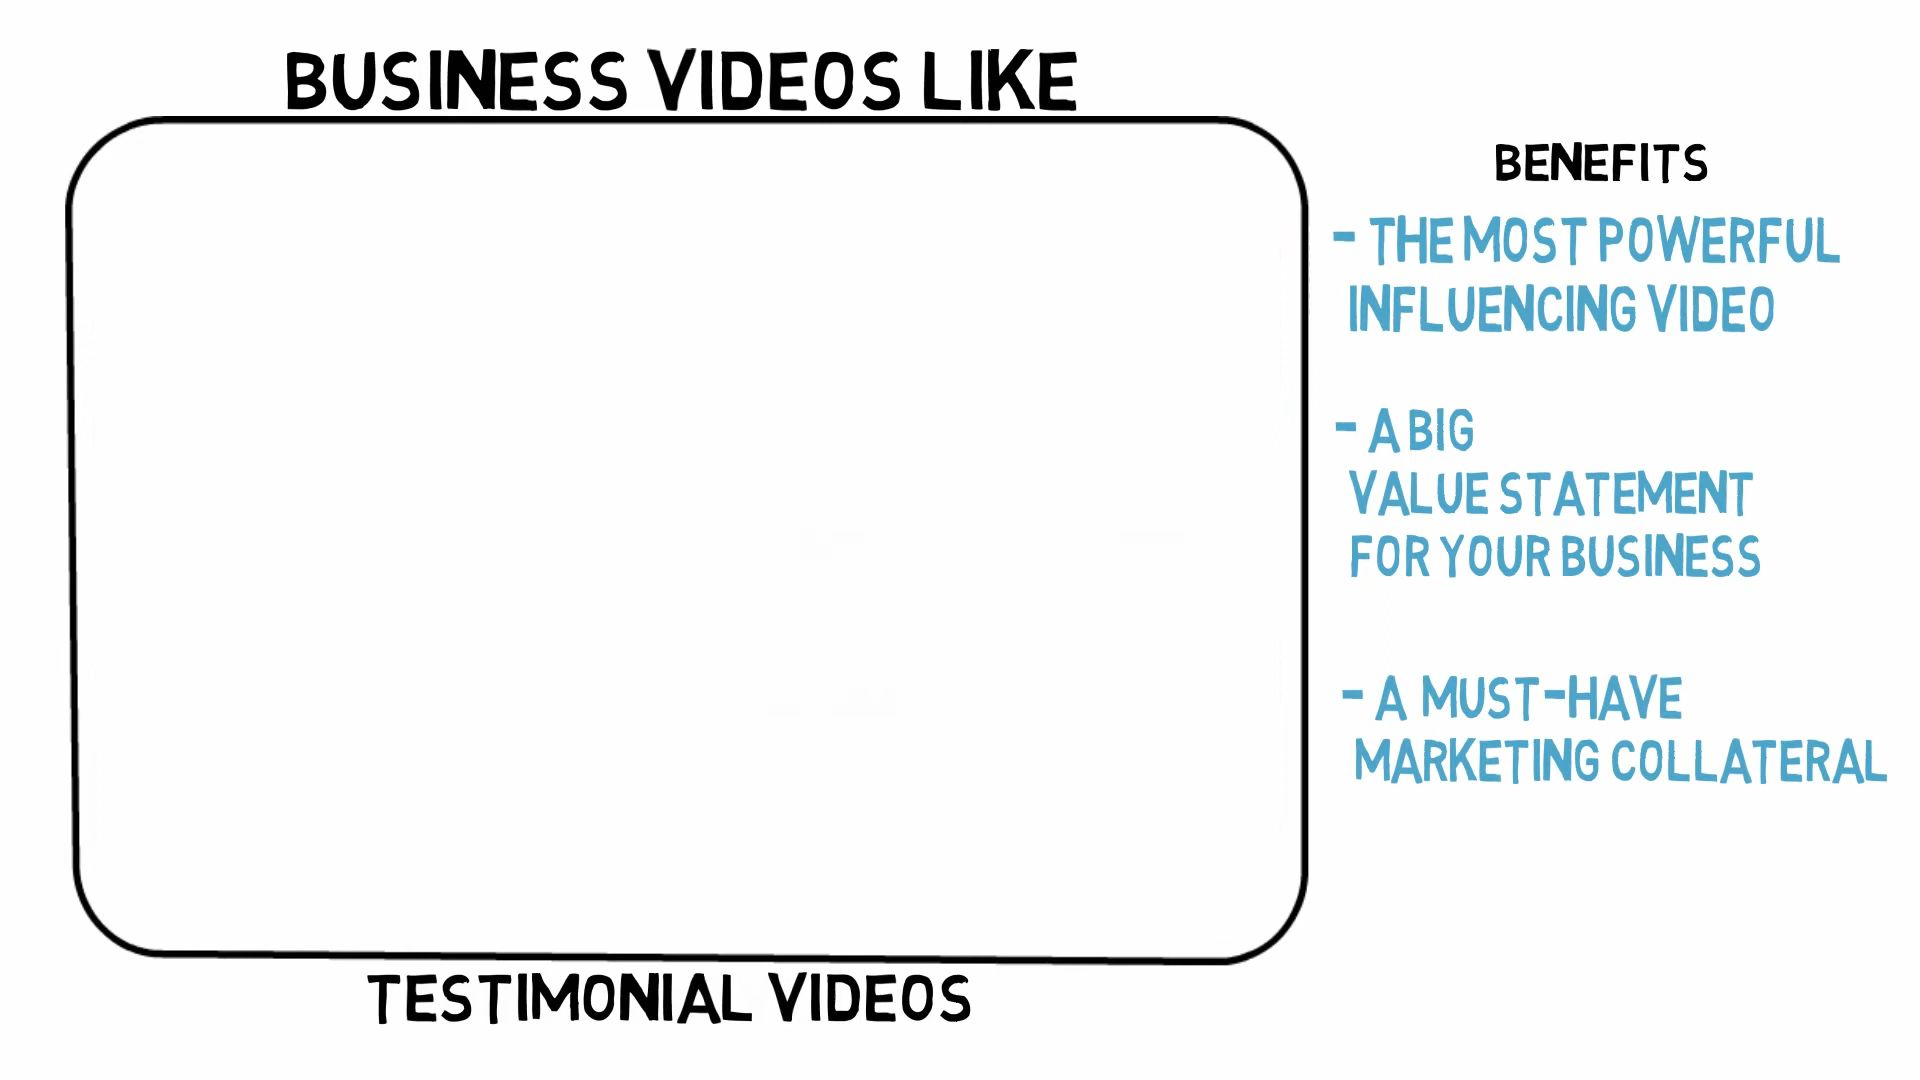 BUSINESS VIDEOS LIKE
BENEFITS
- THE MOST POWERFUL
INFLUENCING VIDEO
- A BIG
VALUE STATEMENT
FOR YOUR BUSINESS
- A MUST-HAVE
MARKETING COLLATERAL
TESTIMONIAL VIDEOS